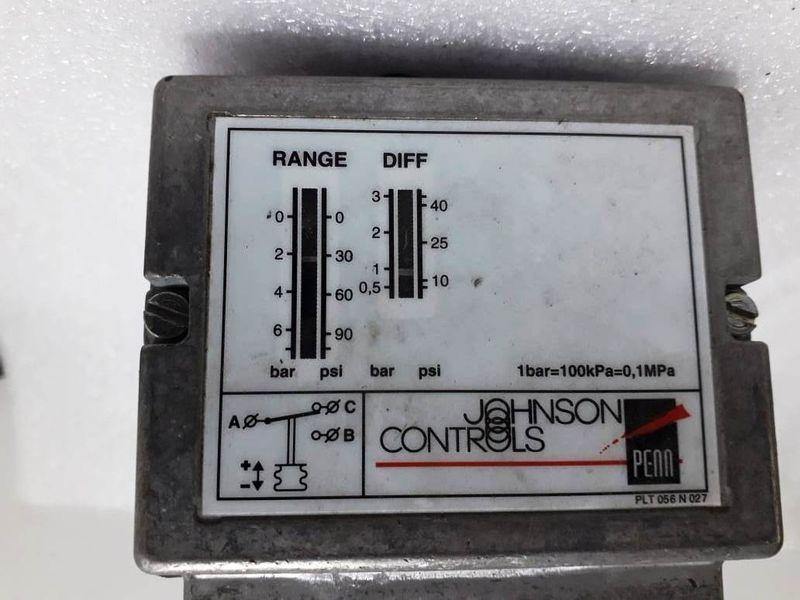 RANGE DIFF
0 0
2 30
4 60
6 90
bar psi
3 40
2 25
1
0,5 10
bar psi
1bar=100kPa=0,1MPa
A C
B
+
−
JOHNSON
CONTROLS
PENN
PLT 056 N 027